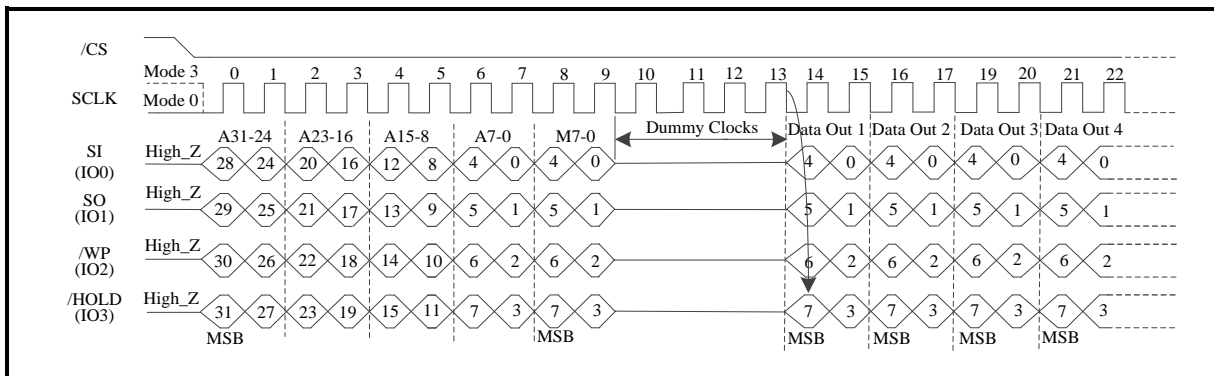 /CS
Mode 3 0 1 2 3 4 5 6 7 8 9 10 11 12 13 14 15 16 17 19 20 21 22
SCLK Mode 0
A31-24 A23-16 A15-8 A7-0 M7-0 Dummy Clocks Data Out 1 Data Out 2 Data Out 3 Data Out 4
SI (IO0) High_Z 28 24 20 16 12 8 4 0 4 0 4 0 4 0 4 0 4 0
SO (IO1) High_Z 29 25 21 17 13 9 5 1 5 1 5 1 5 1 5 1 5 1
/WP (IO2) High_Z 30 26 22 18 14 10 6 2 6 2 6 2 6 2 6 2 6 2
/HOLD (IO3) High_Z 31 27 23 19 15 11 7 3 7 3 7 3 7 3 7 3 7 3
MSB MSB MSB MSB MSB MSB